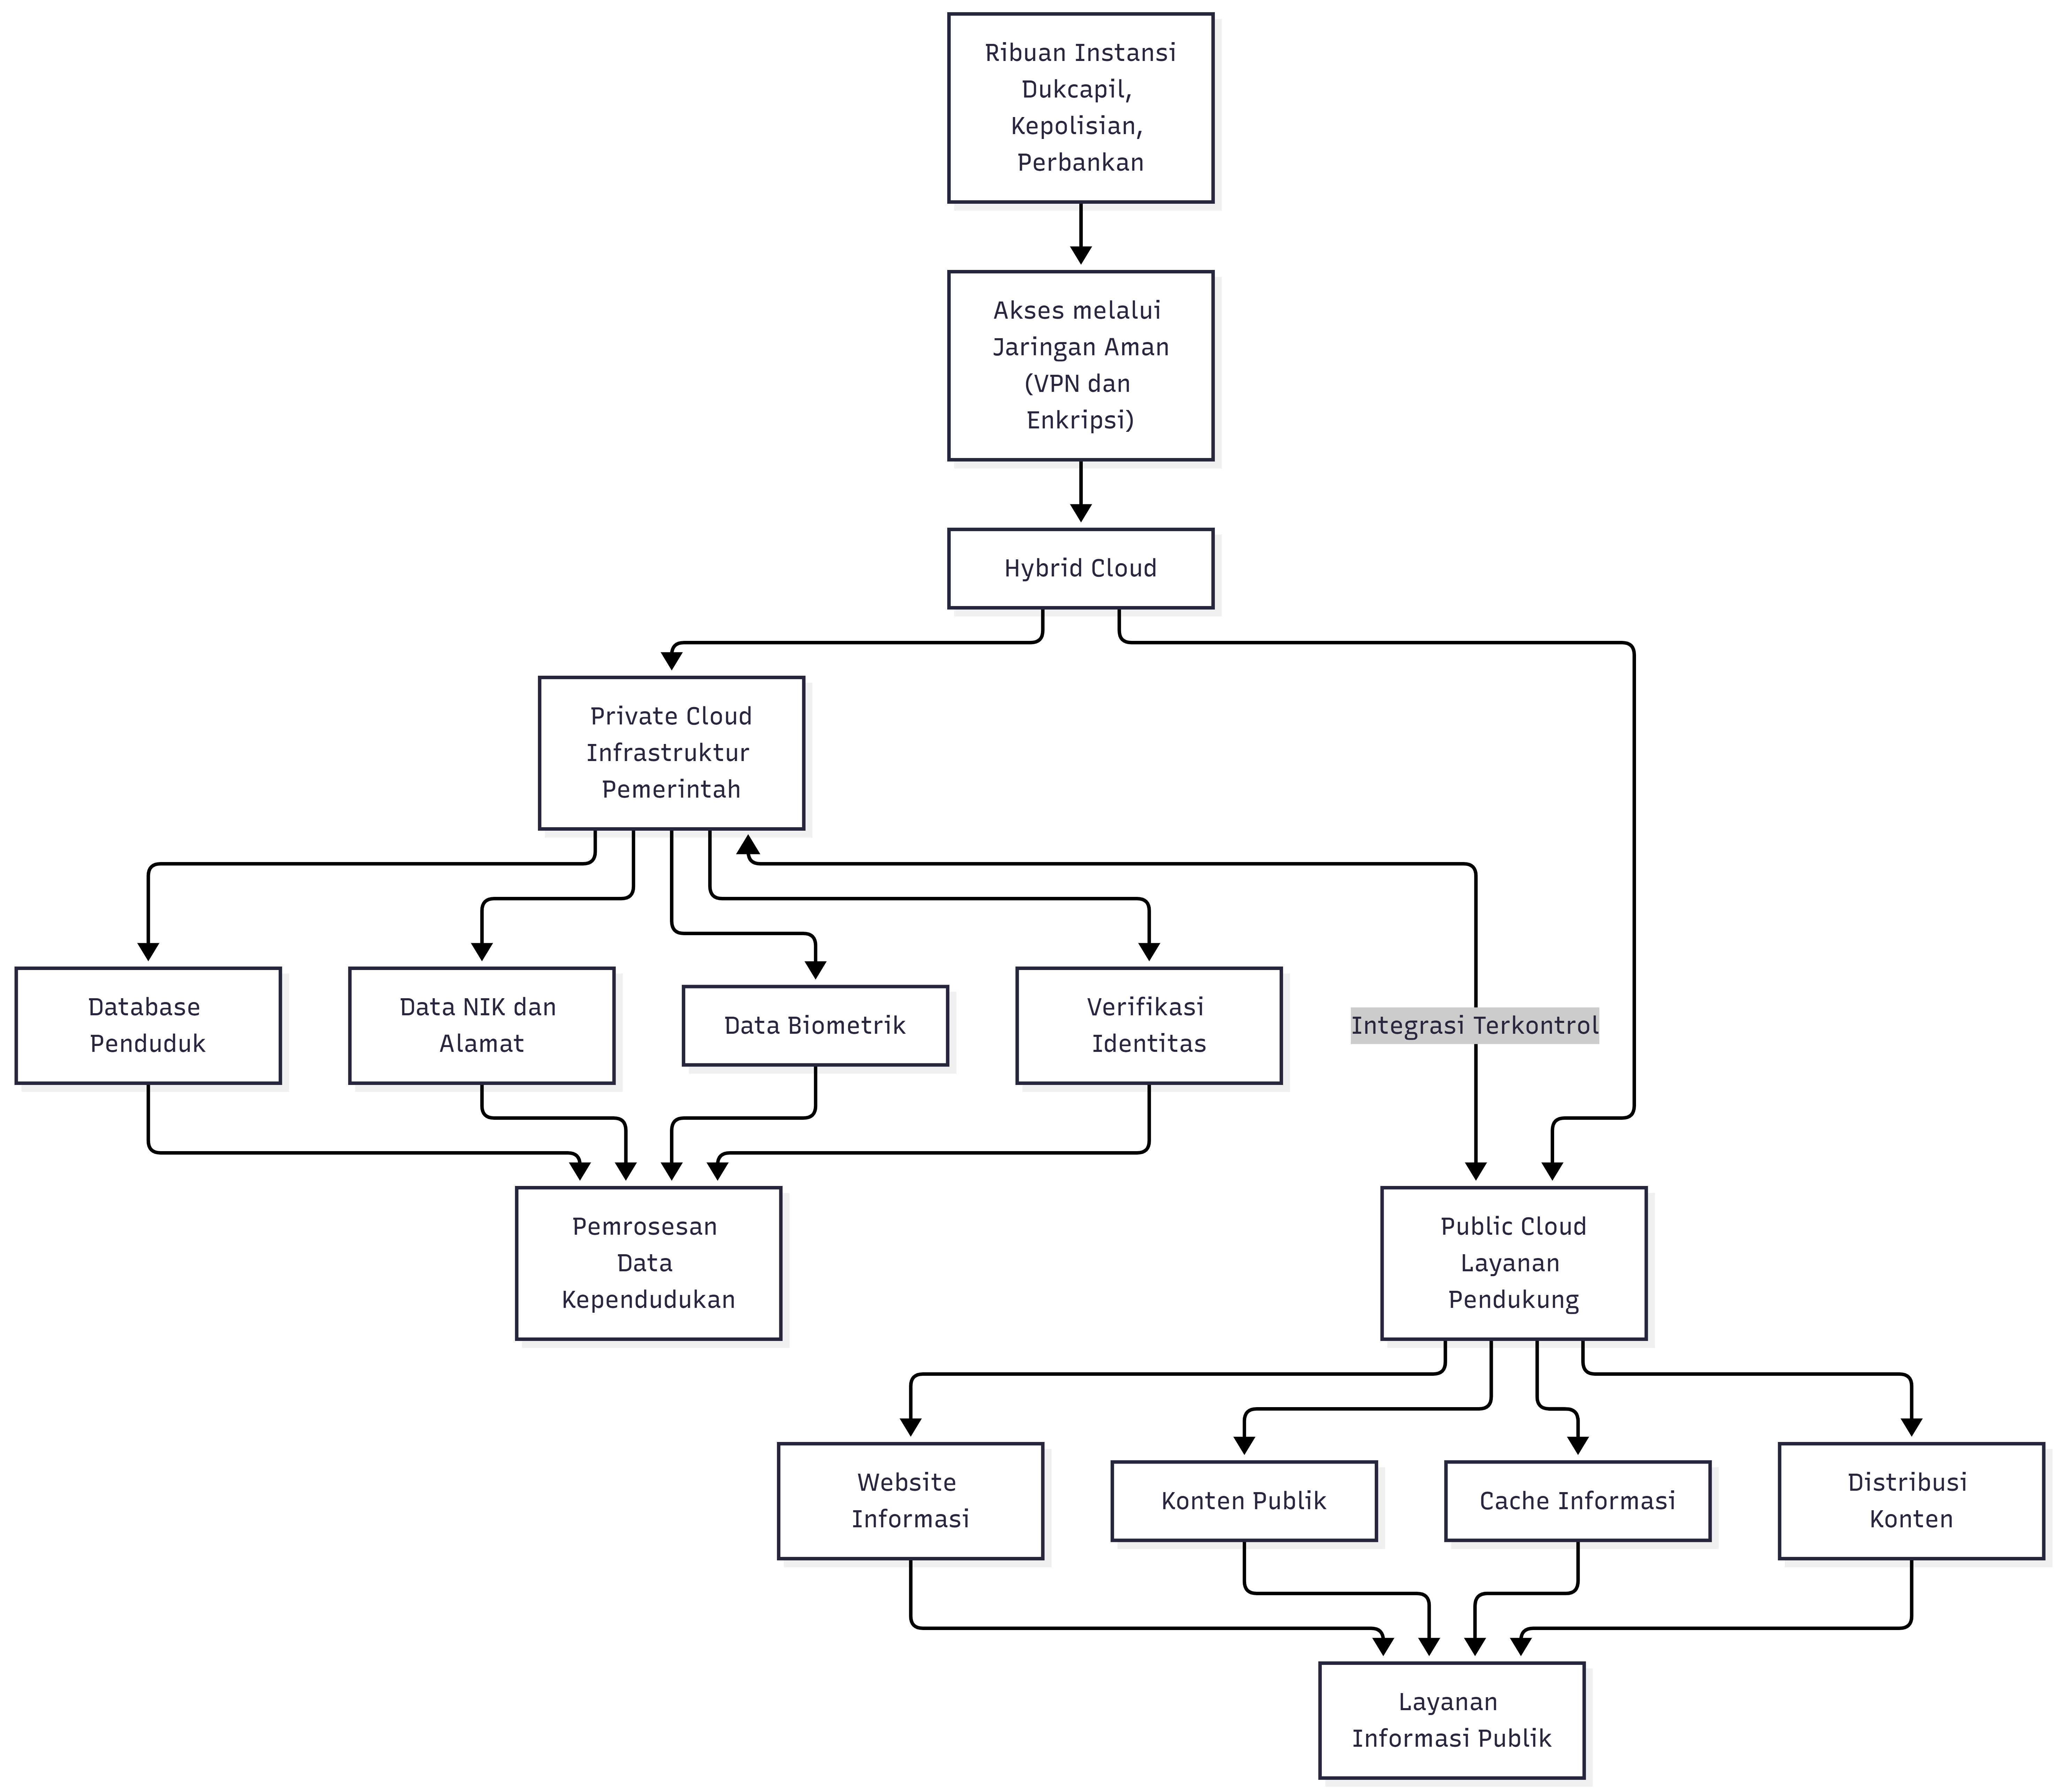 Ribuan Instansi
Dukcapil,
Kepolisian,
Perbankan
Akses melalui
Jaringan Aman
(VPN dan
Enkripsi)
Hybrid Cloud
Private Cloud
Infrastruktur
Pemerintah
Database
Penduduk
Data NIK dan
Alamat
Data Biometrik
Verifikasi
Identitas
Integrasi Terkontrol
Pemrosesan
Data
Kependudukan
Public Cloud
Layanan
Pendukung
Website
Informasi
Konten Publik
Cache Informasi
Distribusi
Konten
Layanan
Informasi Publik